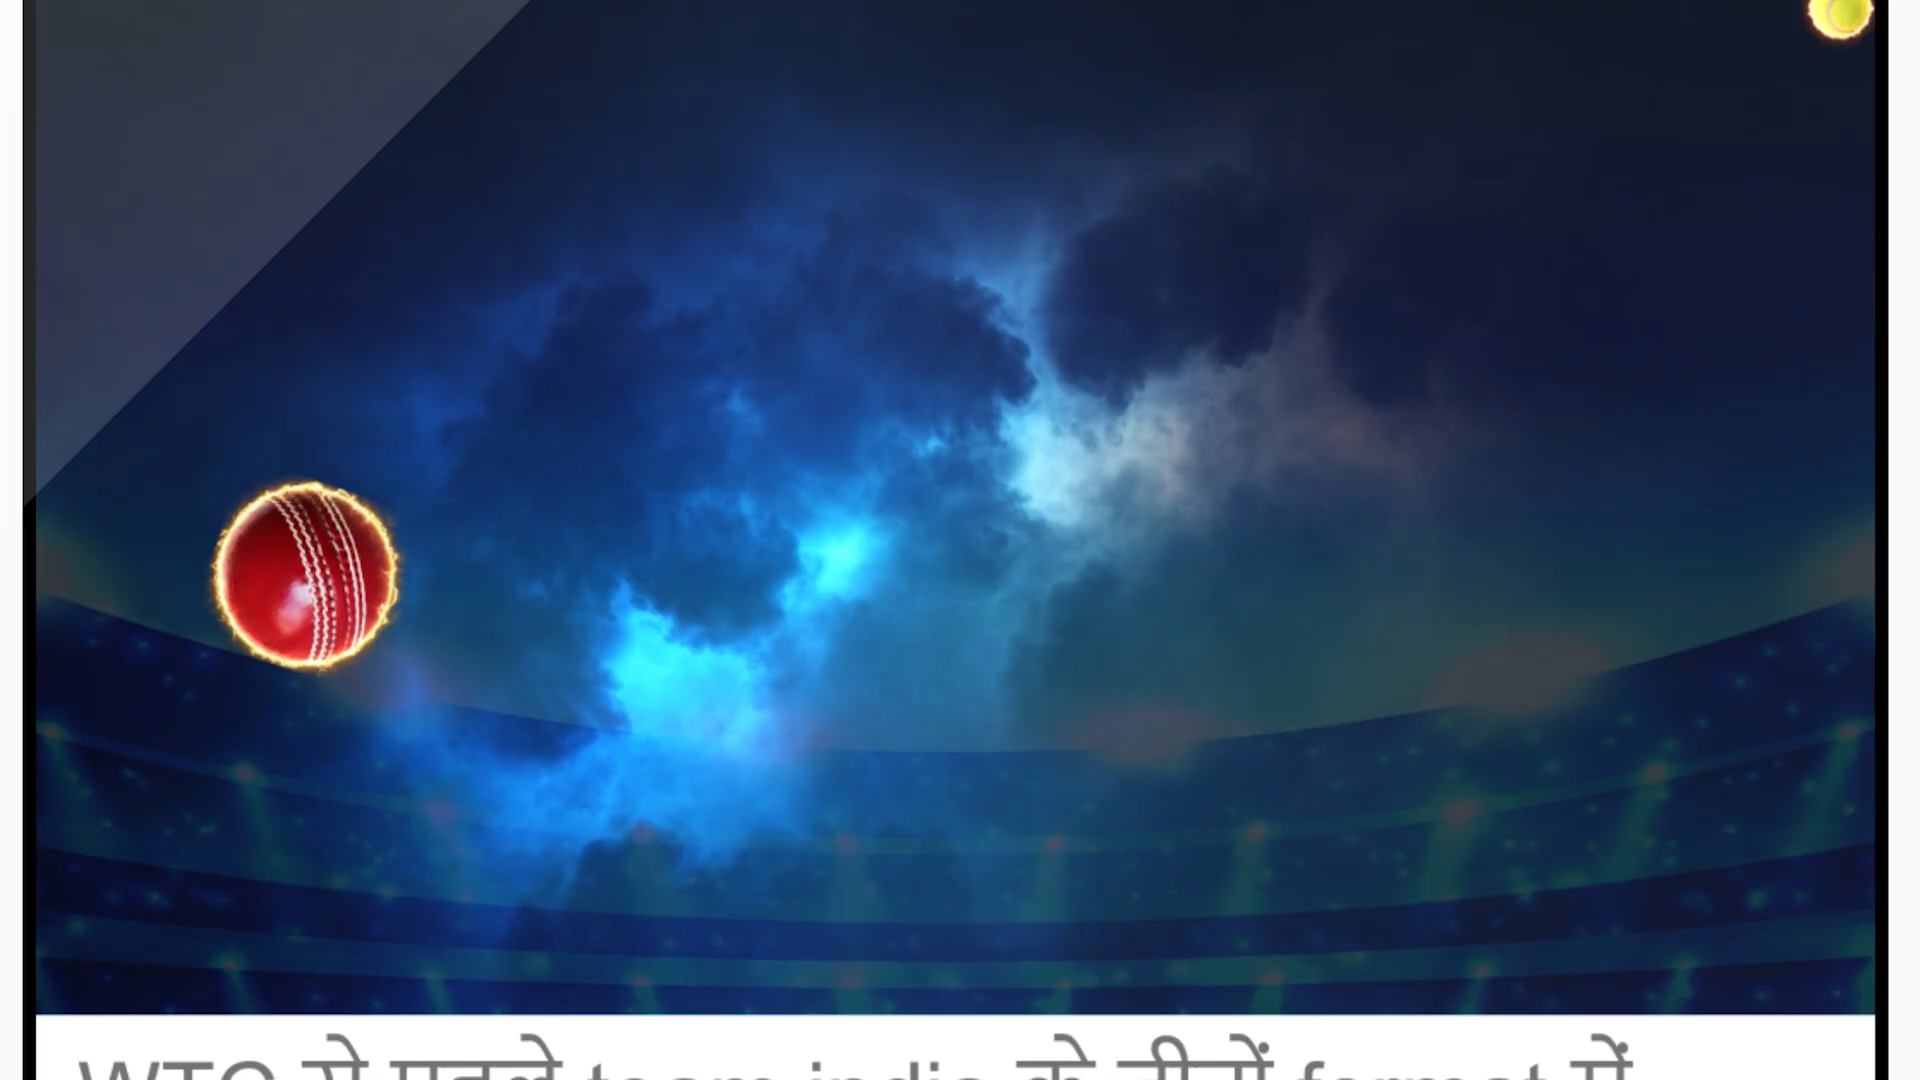 WTC से पहले team india के तीनों format में